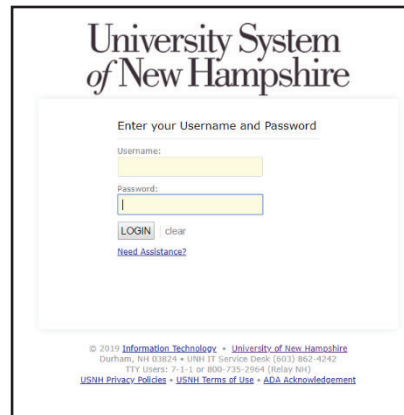 University System
of New Hampshire
Enter your Username and Password
Username:
Password:
LOGIN | clear
Need Assistance?
© 2019 Information Technology • University of New Hampshire
Durham, NH 03824 • UNH IT Service Desk (603) 862-4242
TTY Users: 7-1-1 or 800-735-2964 (Relay NH)
USNH Privacy Policies • USNH Terms of Use • ADA Acknowledgement